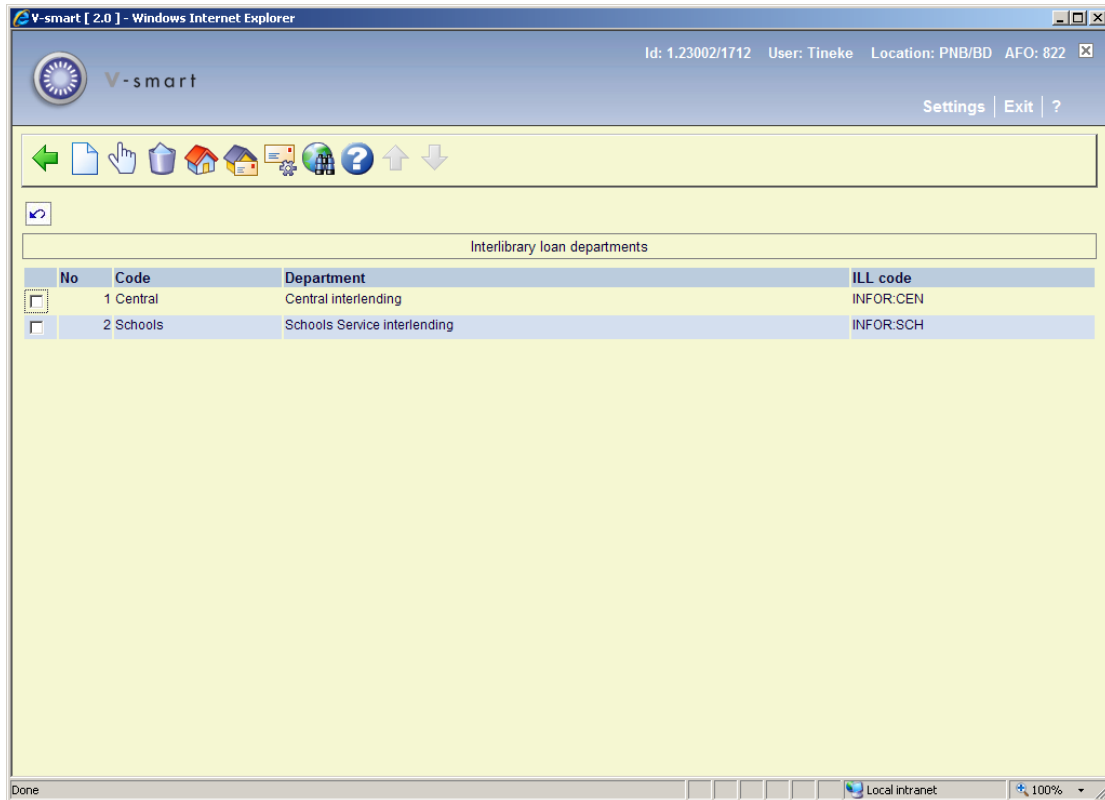 V-smart [ 2.0 ] - Windows Internet Explorer
Id: 1.23002/1712 User: Tineke Location: PNB/BD AFO: 822
V-smart
Settings | Exit | ?
Interlibrary loan departments
No Code Department ILL code
1 Central Central interlending INFOR:CEN
2 Schools Schools Service interlending INFOR:SCH
Done Local intranet 100%